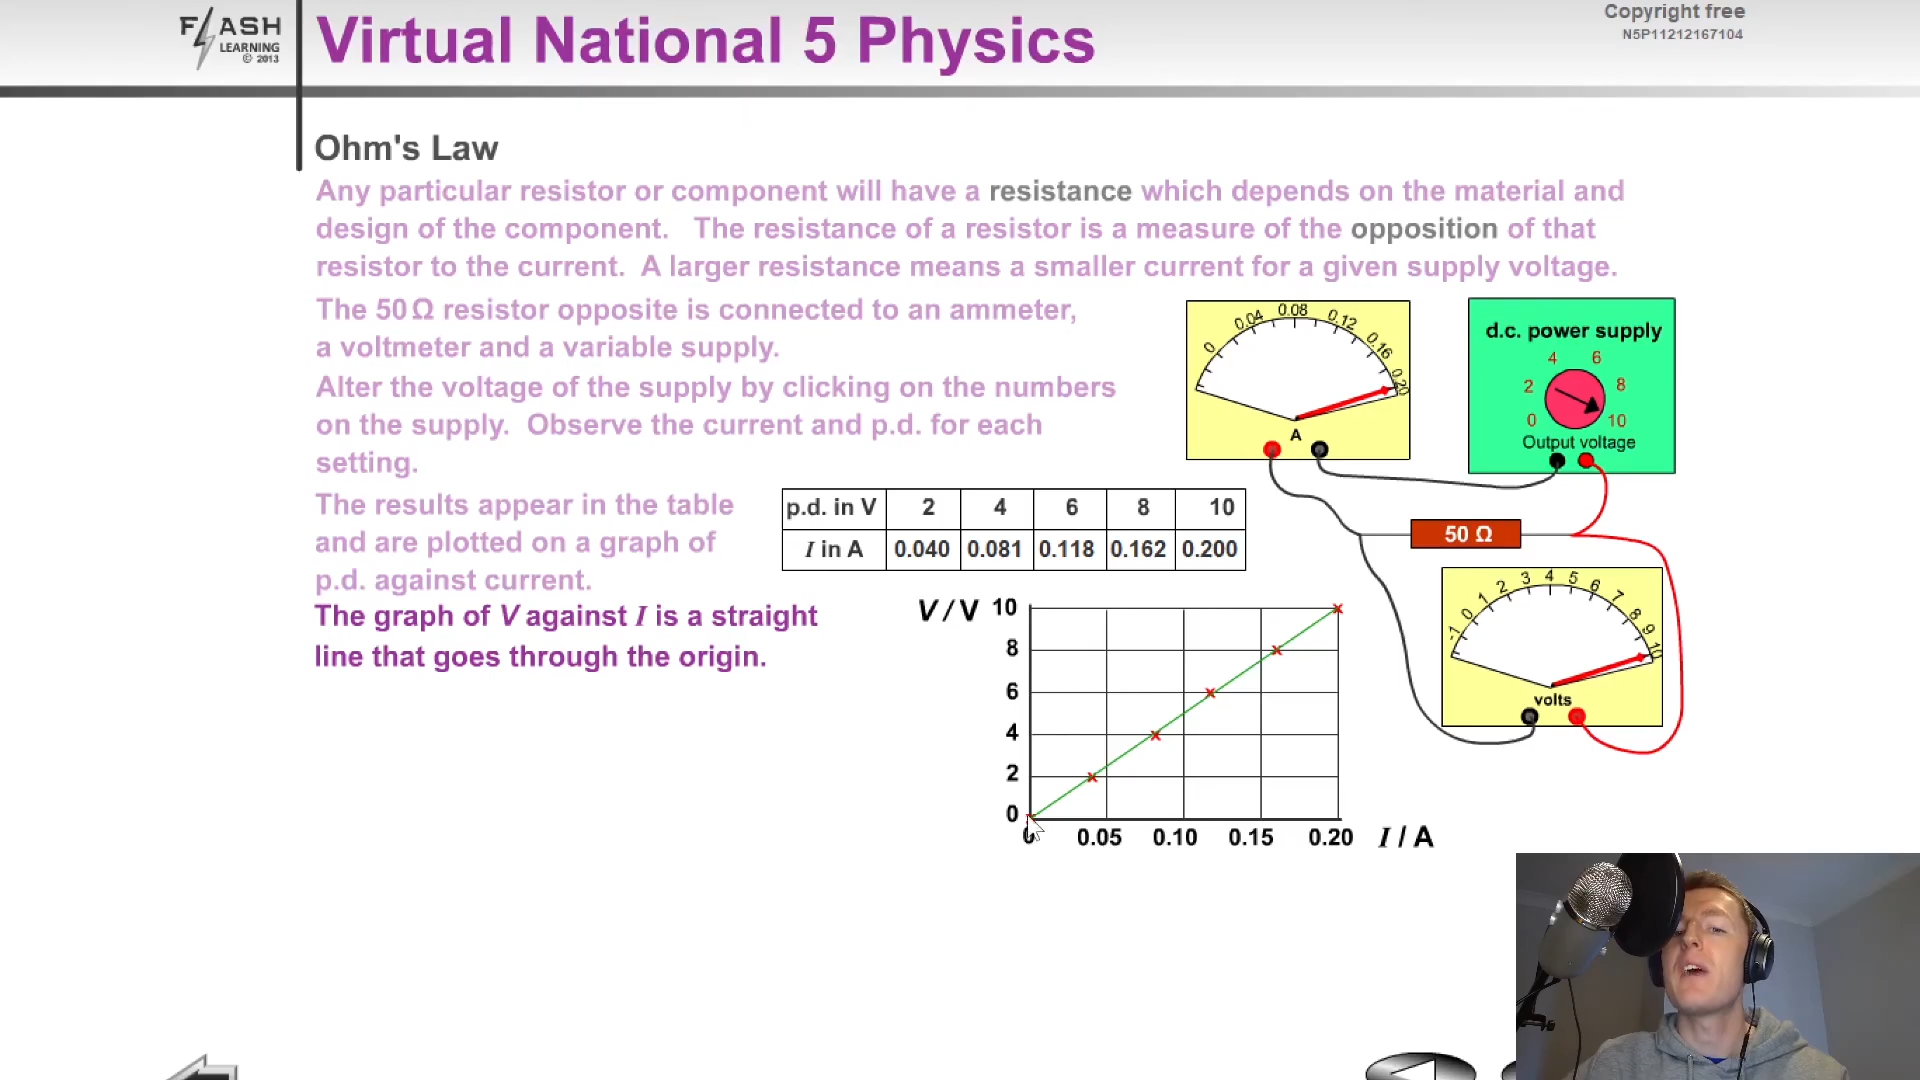 FLASH
LEARNING
© 2013
Virtual National 5 Physics
Copyright free
N5P11212167104
Ohm's Law
Any particular resistor or component will have a resistance which depends on the material and
design of the component. The resistance of a resistor is a measure of the opposition of that
resistor to the current. A larger resistance means a smaller current for a given supply voltage.
The 50 Ω resistor opposite is connected to an ammeter,
a voltmeter and a variable supply.
Alter the voltage of the supply by clicking on the numbers
on the supply. Observe the current and p.d. for each
setting.
The results appear in the table
and are plotted on a graph of
p.d. against current.
The graph of V against I is a straight
line that goes through the origin.
0 0.04 0.08 0.12 0.16 0.20
A
d.c. power supply
4 6
2 8
0 10
Output voltage
50 Ω
p.d. in V 2 4 6 8 10
I in A 0.040 0.081 0.118 0.162 0.200
-1 0 1 2 3 4 5 6 7 8 9 10
volts
V / V 10
8
6
4
2
0
0 0.05 0.10 0.15 0.20 I / A